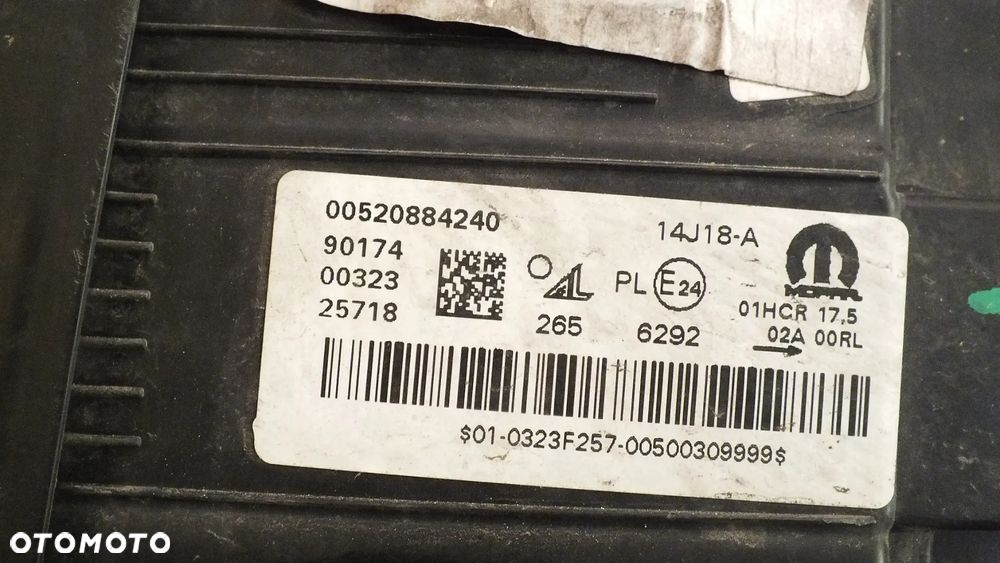 00520884240
14J18-A
90174
00323
25718
AL
265
PL E24
6292
MOPAR
01HCR 17,5
02A 00RL
$01-0323F257-00500309999$
OTOMOTO